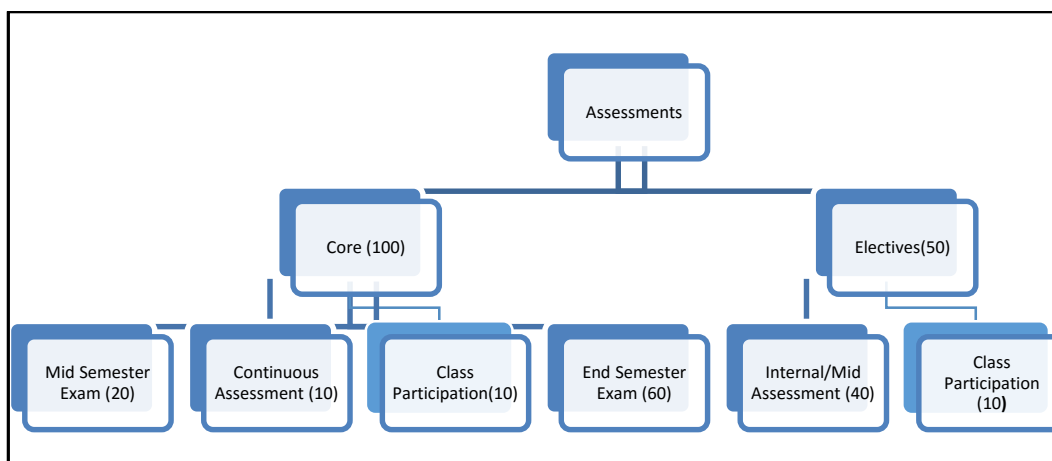 Assessments
Core (100)
Electives(50)
Mid Semester
Exam (20)
Continuous
Assessment (10)
Class
Participation(10)
End Semester
Exam (60)
Internal/Mid
Assessment (40)
Class
Participation
(10)